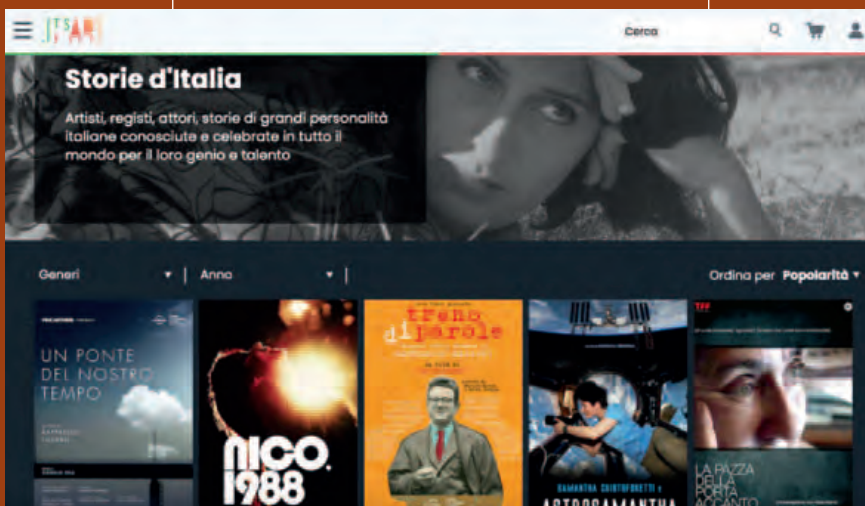 ITSART
Cerca
Storie d'Italia
Artisti, registi, attori, storie di grandi personalità
italiane conosciute e celebrate in tutto il
mondo per il loro genio e talento
Generi
Anno
Ordina per Popolarità
UN PONTE
DEL NOSTRO
TEMPO
NICO.
1988
treno
di parole
TFF
SAMANTHA CRISTOFORETTI
ASTROSAMANTHA
LA PAZZA
DELLA
PORTA
ACCANTO